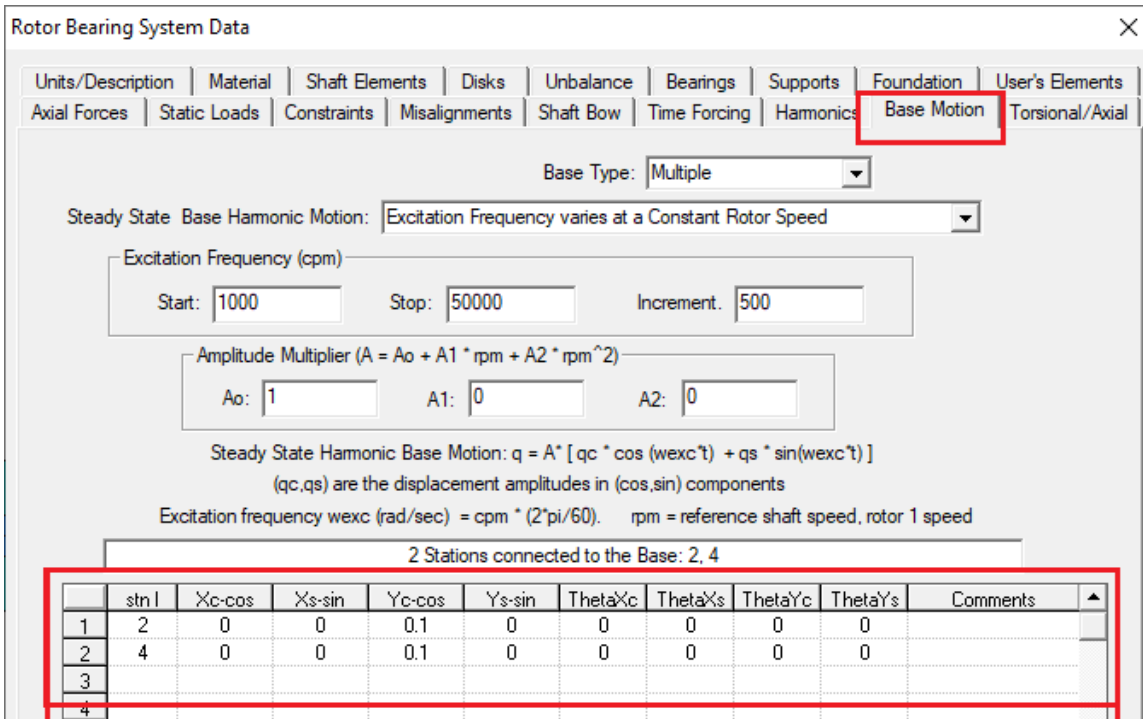 Rotor Bearing System Data
Units/Description Material Shaft Elements Disks Unbalance Bearings Supports Foundation User's Elements
Axial Forces Static Loads Constraints Misalignments Shaft Bow Time Forcing Harmonics Base Motion Torsional/Axial
Base Type: Multiple
Steady State Base Harmonic Motion: Excitation Frequency varies at a Constant Rotor Speed
Excitation Frequency (cpm)
Start: 1000 Stop: 50000 Increment. 500
Amplitude Multiplier (A = Ao + A1 * rpm + A2 * rpm^2)
Ao: 1 A1: 0 A2: 0
Steady State Harmonic Base Motion: q = A* [ qc * cos (wexc*t) + qs * sin(wexc*t) ]
(qc,qs) are the displacement amplitudes in (cos,sin) components
Excitation frequency wexc (rad/sec) = cpm * (2*pi/60). rpm = reference shaft speed, rotor 1 speed
2 Stations connected to the Base: 2, 4
stn I Xc-cos Xs-sin Yc-cos Ys-sin ThetaXc ThetaXs ThetaYc ThetaYs Comments
1 2 0 0 0.1 0 0 0 0 0
2 4 0 0 0.1 0 0 0 0 0
3
4